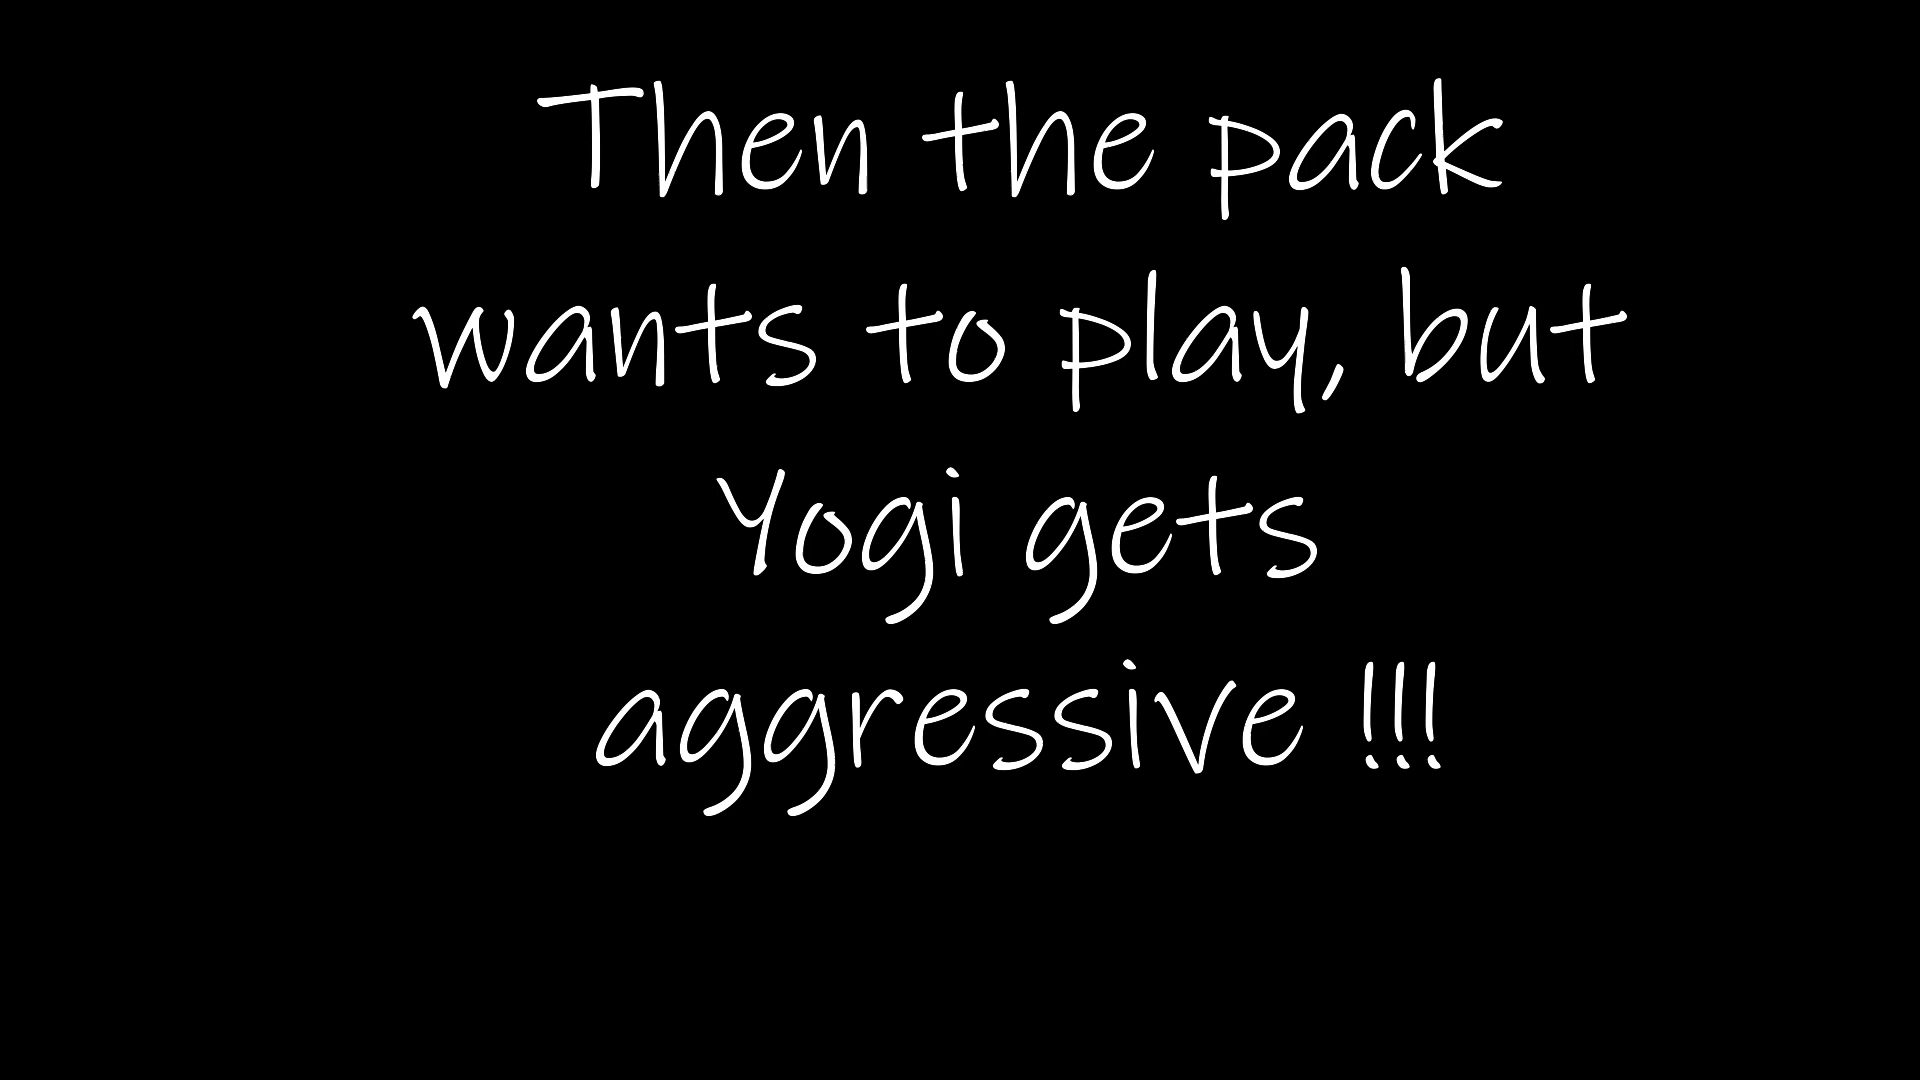 Then the pack
wants to play, but
Yogi gets
aggressive !!!